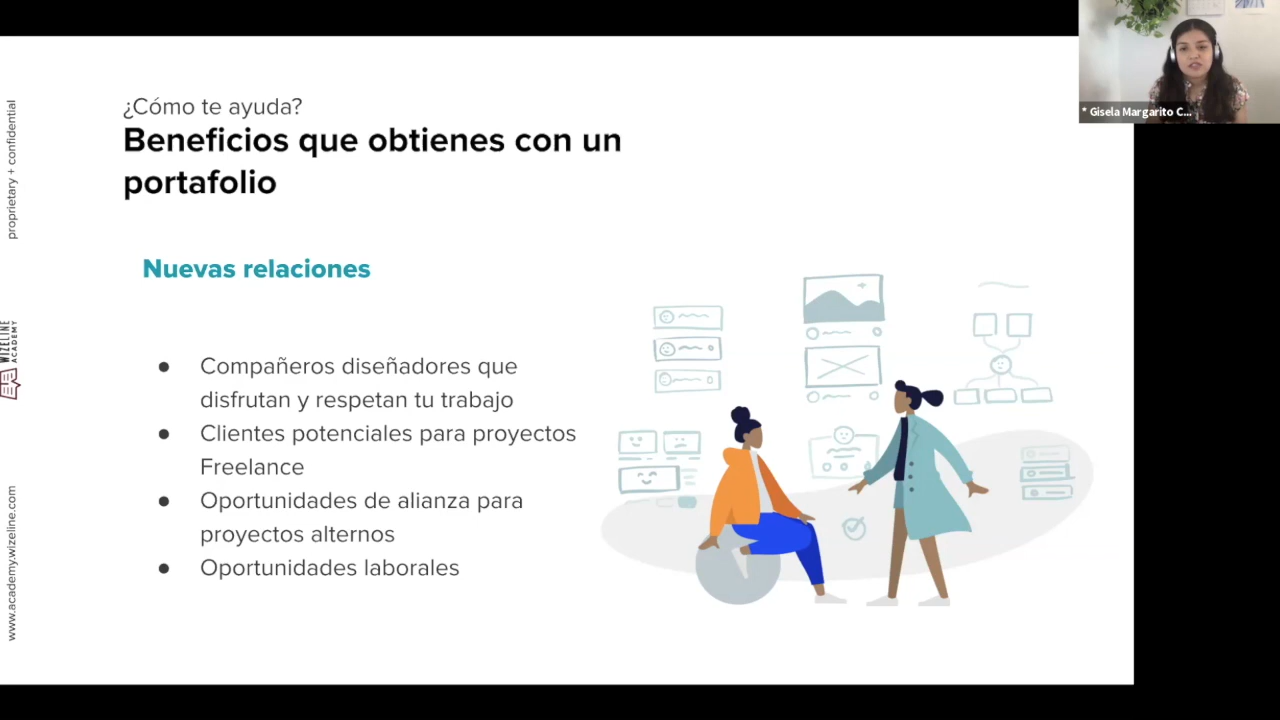 ¿Cómo te ayuda?
Beneficios que obtienes con un
portafolio
Nuevas relaciones
● Compañeros diseñadores que
disfrutan y respetan tu trabajo
● Clientes potenciales para proyectos
Freelance
● Oportunidades de alianza para
proyectos alternos
● Oportunidades laborales
proprietary + confidential
WIZELINE
ACADEMY
www.academy.wizeline.com
* Gisela Margarito C...